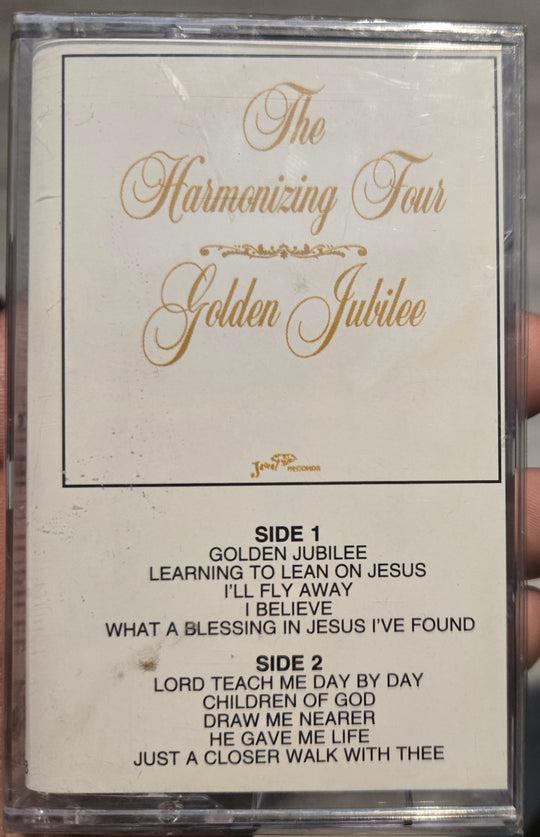 The
Harmonizing Four
Golden Jubilee
Jewel RECORDS
SIDE 1
GOLDEN JUBILEE
LEARNING TO LEAN ON JESUS
I'LL FLY AWAY
I BELIEVE
WHAT A BLESSING IN JESUS I'VE FOUND
SIDE 2
LORD TEACH ME DAY BY DAY
CHILDREN OF GOD
DRAW ME NEARER
HE GAVE ME LIFE
JUST A CLOSER WALK WITH THEE